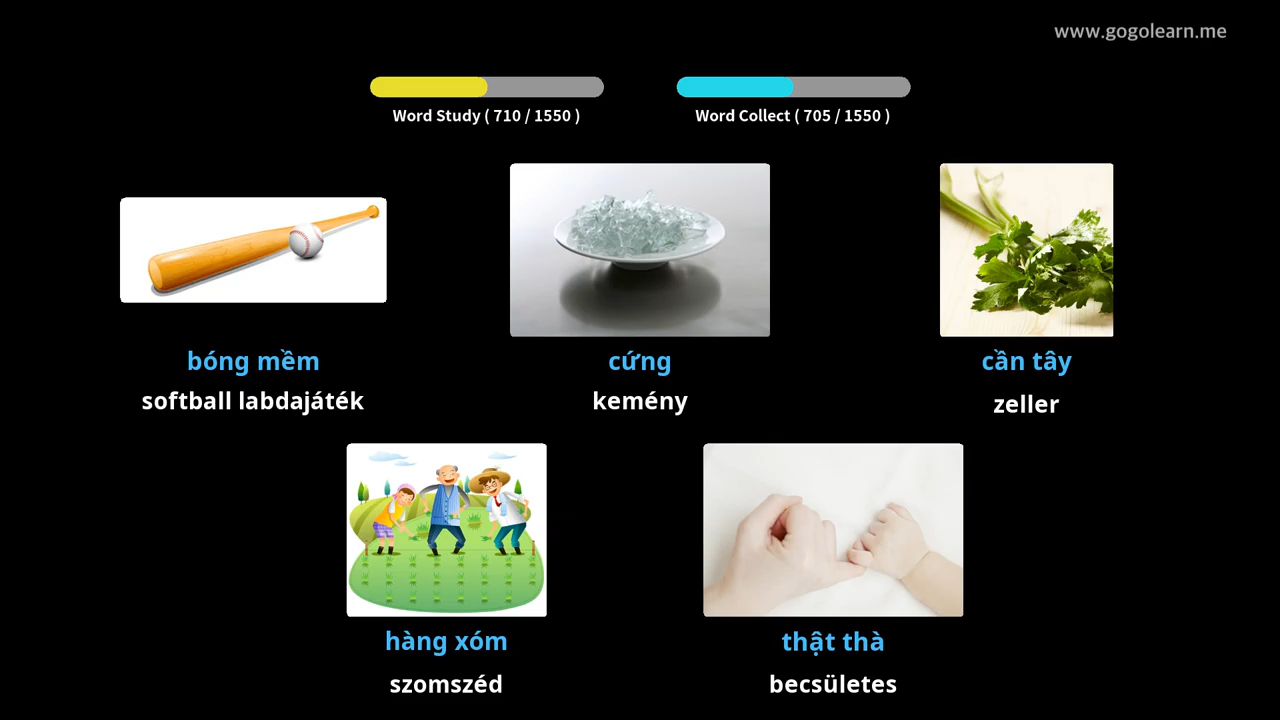 www.gogolearn.me
Word Study ( 710 / 1550 )
Word Collect ( 705 / 1550 )
bóng mềm
softball labdajáték
cứng
kemény
cần tây
zeller
hàng xóm
szomszéd
thật thà
becsületes